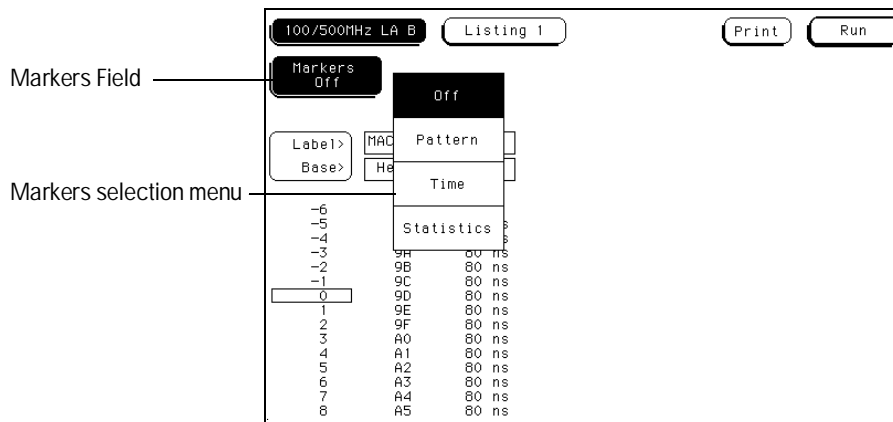 100/500MHz LA B Listing 1 Print Run
Markers Field
Markers
Off
Off
Label> MAC Pattern
Base> He
Time
Markers selection menu
Statistics
-6
-5 s
-4 s
-3 9A 80 ns
-2 9B 80 ns
-1 9C 80 ns
0 9D 80 ns
1 9E 80 ns
2 9F 80 ns
3 A0 80 ns
4 A1 80 ns
5 A2 80 ns
6 A3 80 ns
7 A4 80 ns
8 A5 80 ns